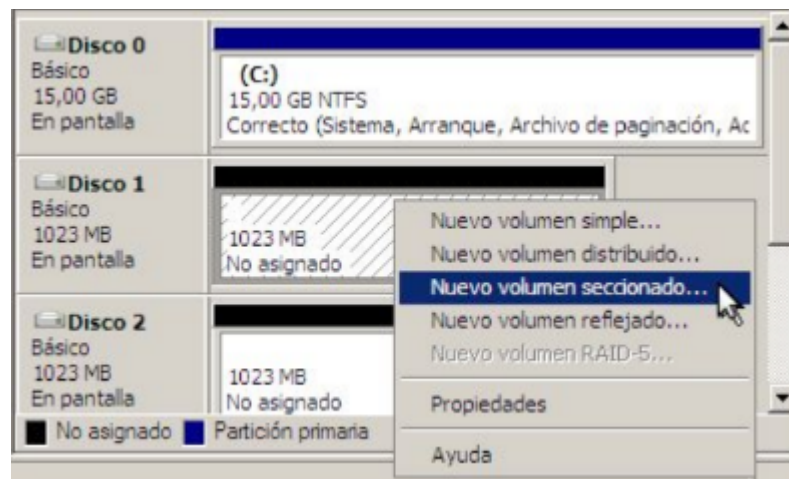 Disco 0
Básico
15,00 GB
En pantalla
(C:)
15,00 GB NTFS
Correcto (Sistema, Arranque, Archivo de paginación, Ac
Disco 1
Básico
1023 MB
En pantalla
1023 MB
No asignado
Disco 2
Básico
1023 MB
En pantalla
1023 MB
No asignado
Nuevo volumen simple...
Nuevo volumen distribuido...
Nuevo volumen seccionado...
Nuevo volumen reflejado...
Nuevo volumen RAID-5...
Propiedades
Ayuda
No asignado Partición primaria